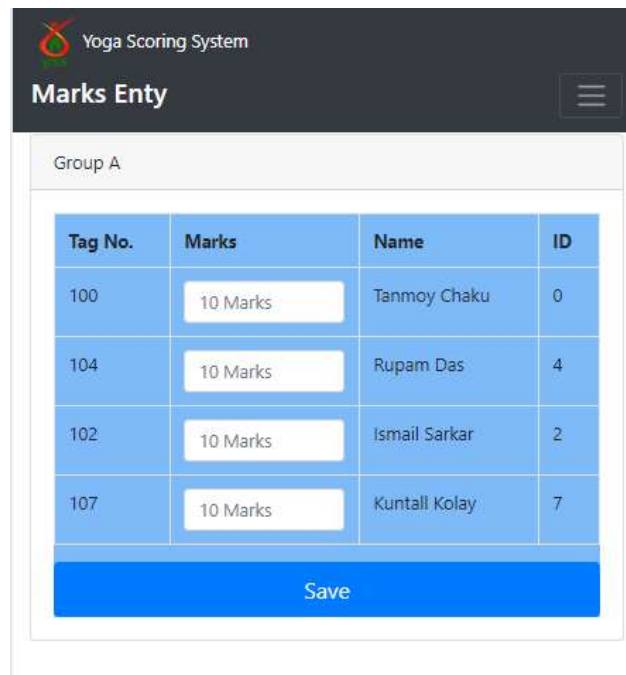 Yoga Scoring System
Marks Enty
Group A
Tag No. Marks Name ID
100 10 Marks Tanmoy Chaku 0
104 10 Marks Rupam Das 4
102 10 Marks Ismail Sarkar 2
107 10 Marks Kuntall Kolay 7
Save